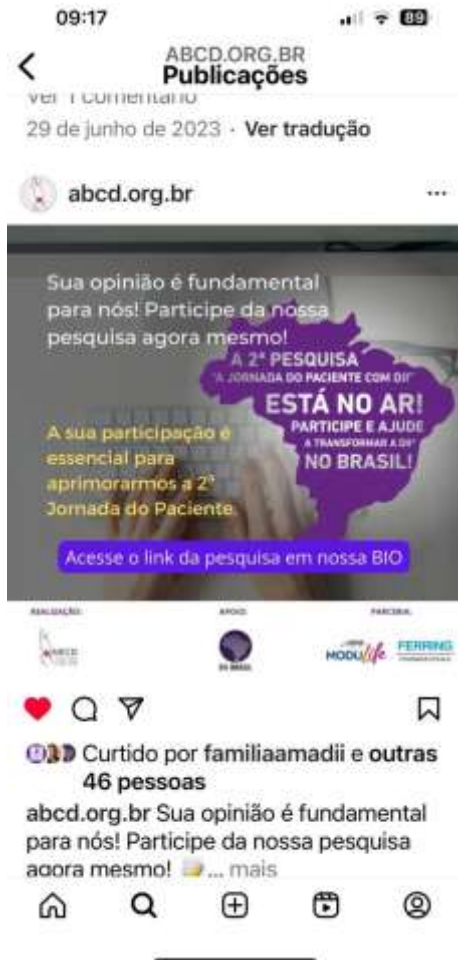 09:17
89
ABCD.ORG.BR
Publicações
Ver 1 comentário
29 de junho de 2023 · Ver tradução
abcd.org.br
Sua opinião é fundamental
para nós! Participe da nossa
pesquisa agora mesmo!
A 2ª PESQUISA
"A JORNADA DO PACIENTE COM DII"
ESTÁ NO AR!
PARTICIPE E AJUDE
A TRANSFORMAR A DII
NO BRASIL!
A sua participação é
essencial para
aprimorarmos a 2ª
Jornada do Paciente
Acesse o link da pesquisa em nossa BIO
REALIZAÇÃO:
APOIO:
PARCERIA:
ABCD
DII BRASIL
MODULIFE
FERRING
Curtido por familiaamadii e outras
46 pessoas
abcd.org.br Sua opinião é fundamental
para nós! Participe da nossa pesquisa
agora mesmo! ... mais